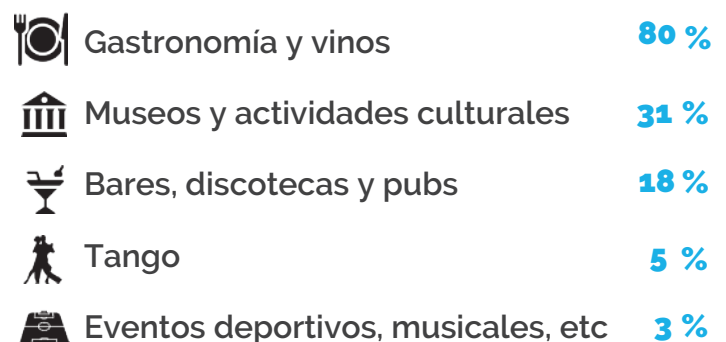 Gastronomía y vinos 80 %
Museos y actividades culturales 31 %
Bares, discotecas y pubs 18 %
Tango 5 %
Eventos deportivos, musicales, etc 3 %